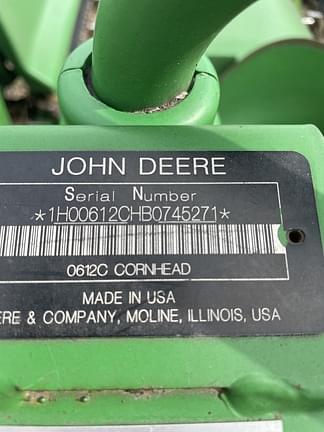 JOHN DEERE
Serial Number
*1H00612CHB0745271*
0612C CORNHEAD
MADE IN USA
ERE & COMPANY, MOLINE, ILLINOIS, USA